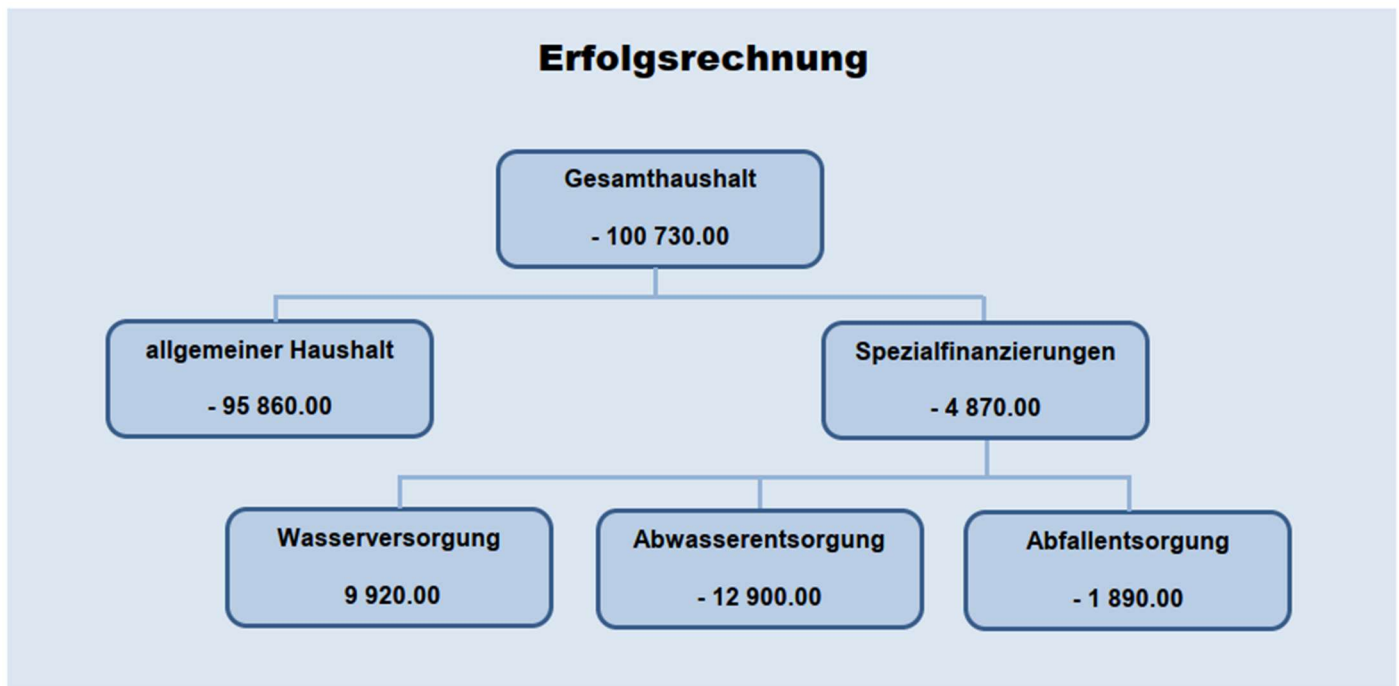 Erfolgsrechnung
Gesamthaushalt
- 100 730.00
allgemeiner Haushalt
- 95 860.00
Spezialfinanzierungen
- 4 870.00
Wasserversorgung
9 920.00
Abwasserentsorgung
- 12 900.00
Abfallentsorgung
- 1 890.00